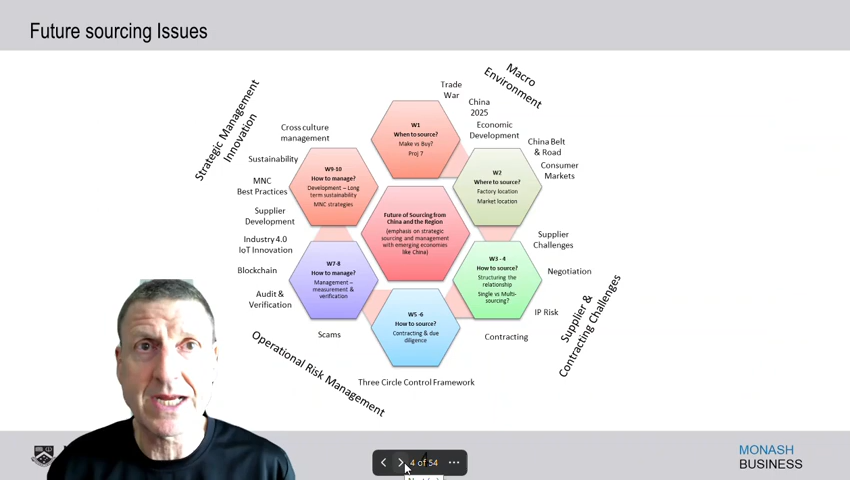 Future sourcing Issues
Macro
Environment
Trade
War
China
2025
Economic
Development
China Belt
& Road
Consumer
Markets
Strategic Management
Innovation
Cross culture
management
Sustainability
MNC
Best Practices
Supplier
Development
Industry 4.0
IoT Innovation
Blockchain
Audit &
Verification
Scams
W1
When to source?
Make vs Buy?
Proj 7
W2
Where to source?
Factory location
Market location
W9-10
How to manage?
Development – Long
term sustainability
MNC strategies
Future of Sourcing from
China and the Region
(emphasis on strategic
sourcing and management
with emerging economies
like China)
W3 - 4
How to source?
Structuring the
relationship
Single vs Multi-
sourcing?
W7-8
How to manage?
Management –
measurement &
verification
W5 -6
How to source?
Contracting & due
diligence
Supplier
Challenges
Negotiation
IP Risk
Contracting
Supplier &
Contracting Challenges
Operational Risk Management
Three Circle Control Framework
4 of 54
MONASH
BUSINESS